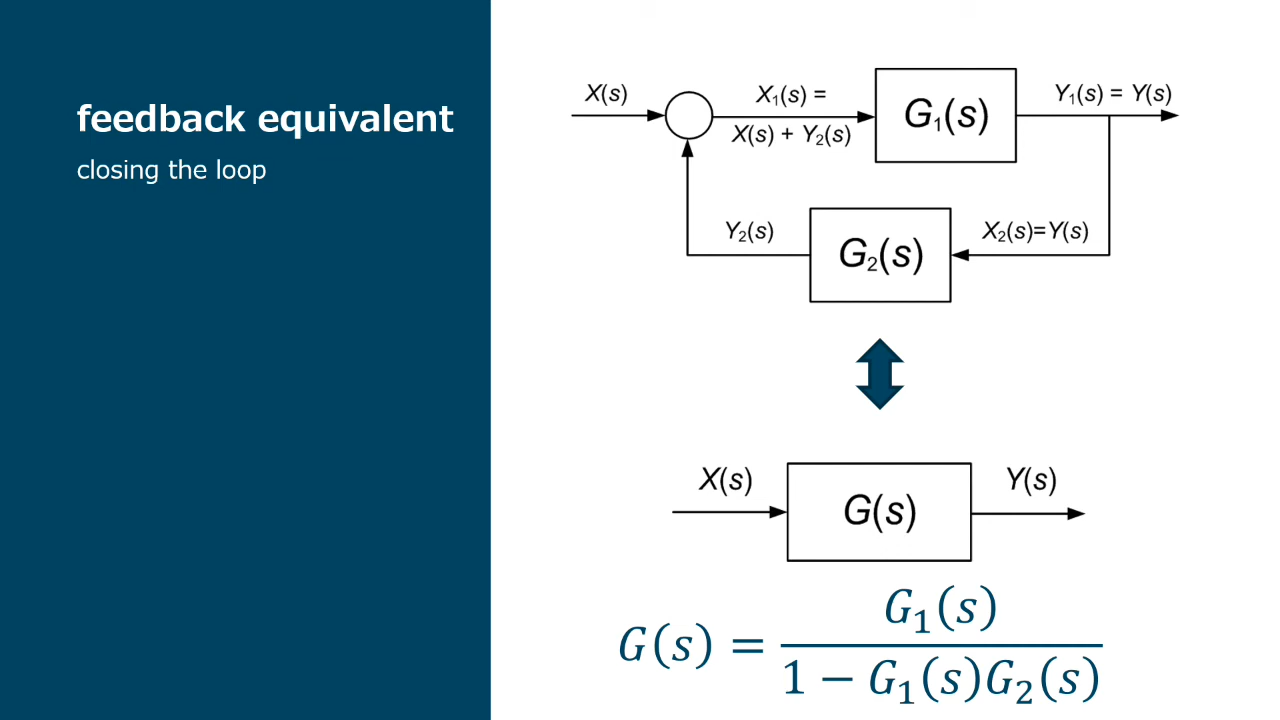 feedback equivalent
closing the loop
X(s)
X₁(s) =
X(s) + Y₂(s)
G₁(s)
Y₁(s) = Y(s)
Y₂(s)
G₂(s)
X₂(s)=Y(s)
X(s)
G(s)
Y(s)
G(s) = G₁(s) / 1 − G₁(s)G₂(s)